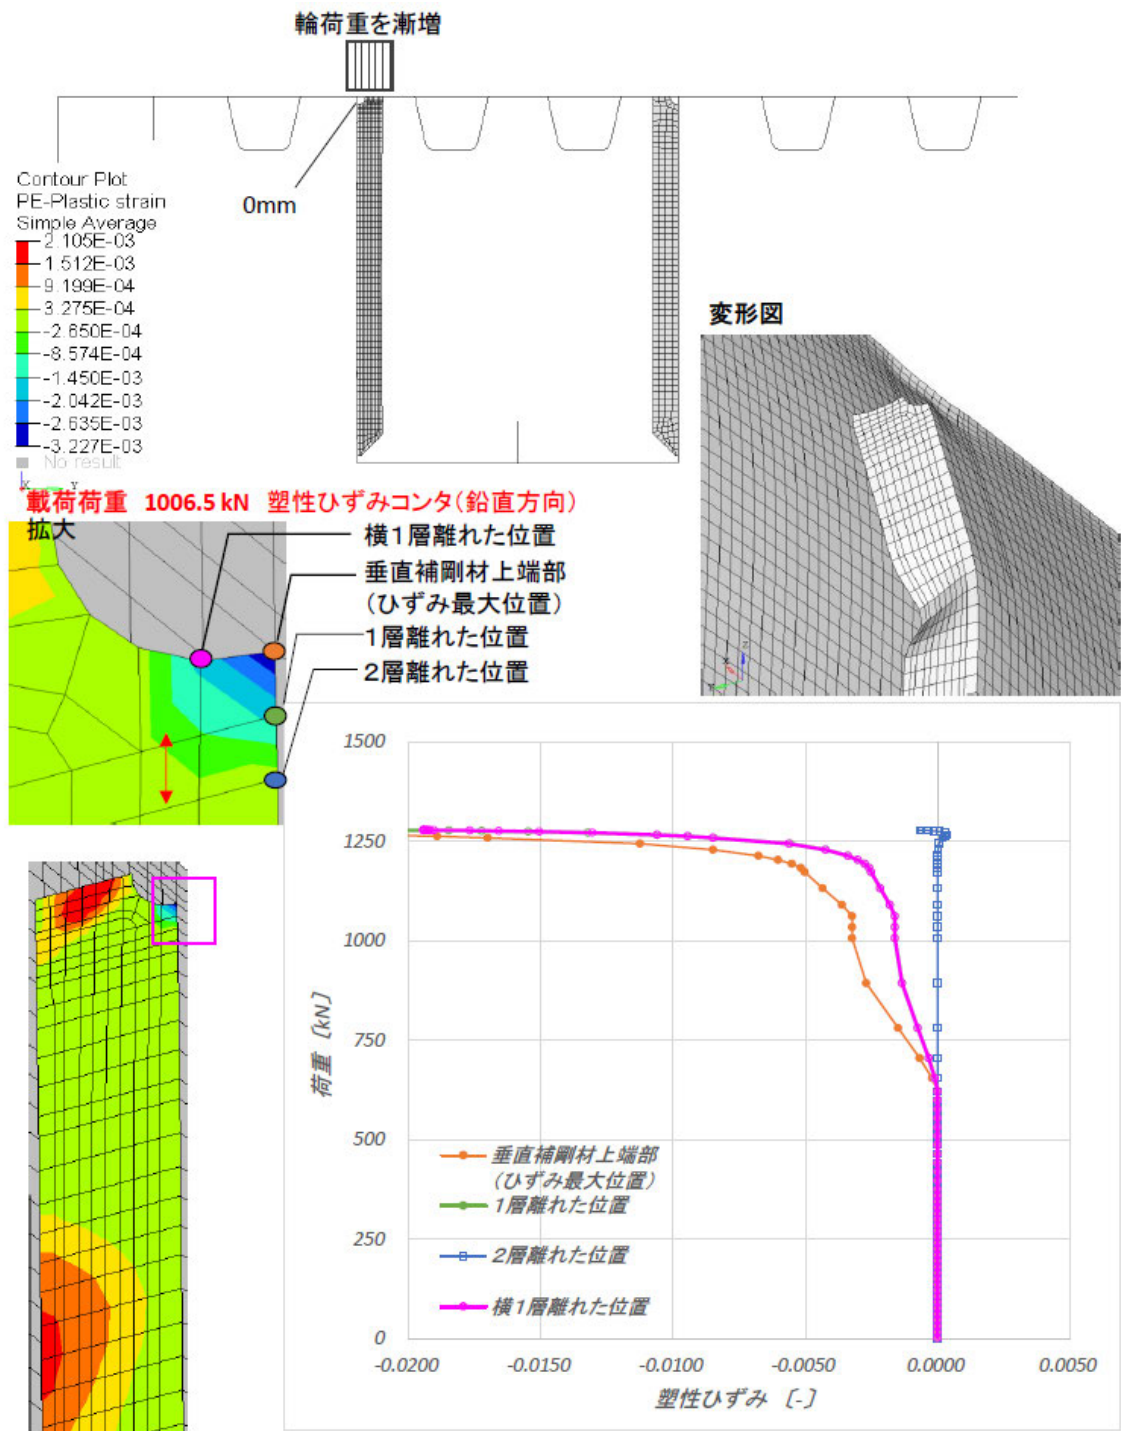 輪荷重を漸増
0mm
Contour Plot
PE-Plastic strain
Simple Average
2.105E-03
1.512E-03
9.199E-04
3.275E-04
-2.650E-04
-8.574E-04
-1.450E-03
-2.042E-03
-2.635E-03
-3.227E-03
No result
X Y
変形図
Z
X
Y
載荷荷重 1006.5 kN 塑性ひずみコンタ(鉛直方向)
拡大
横1層離れた位置
垂直補剛材上端部
(ひずみ最大位置)
1層離れた位置
2層離れた位置
1500
1250
1000
750
500
250
0
荷重 [kN]
垂直補剛材上端部
(ひずみ最大位置)
1層離れた位置
2層離れた位置
横1層離れた位置
-0.0200 -0.0150 -0.0100 -0.0050 0.0000 0.0050
塑性ひずみ [-]